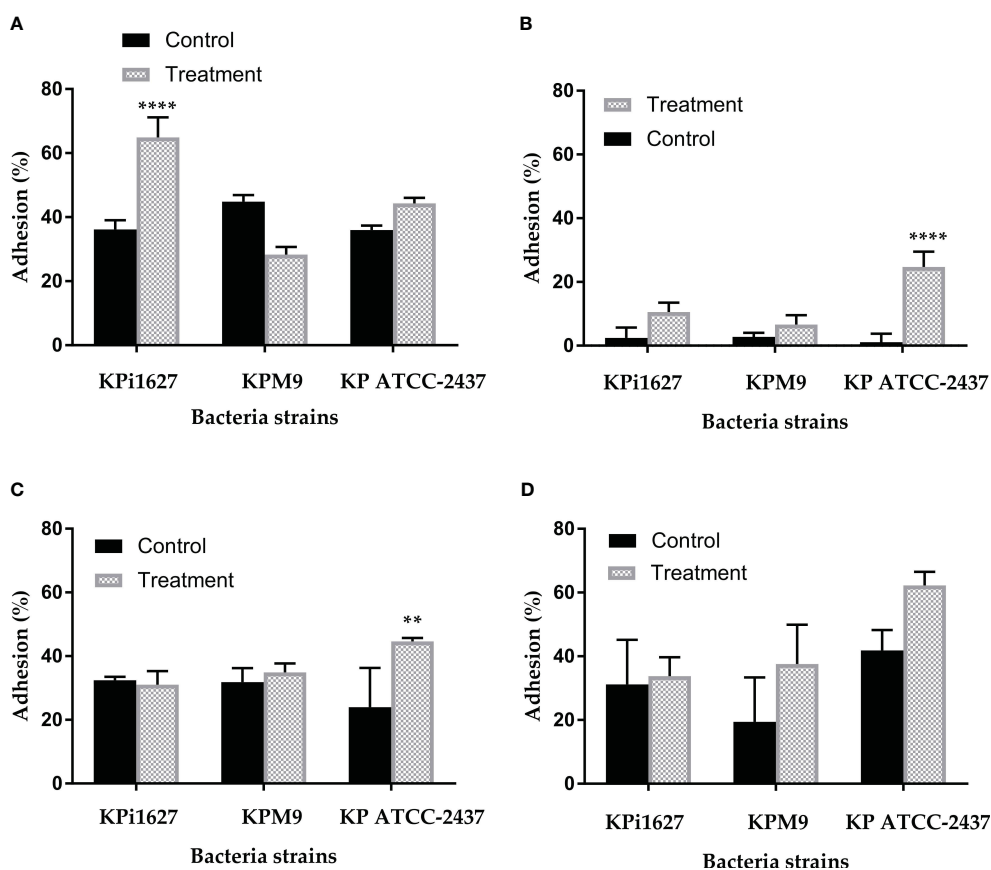 A
Control
Treatment
80
60
40
20
0
Adhesion (%)
****
KPi1627 KPM9 KP ATCC-2437
Bacteria strains
B
Treatment
Control
80
60
40
20
0
Adhesion (%)
****
KPi1627 KPM9 KP ATCC-2437
Bacteria strains
C
Control
Treatment
80
60
40
20
0
Adhesion (%)
**
KPi1627 KPM9 KP ATCC-2437
Bacteria strains
D
Control
Treatment
80
60
40
20
0
Adhesion (%)
KPi1627 KPM9 KP ATCC-2437
Bacteria strains